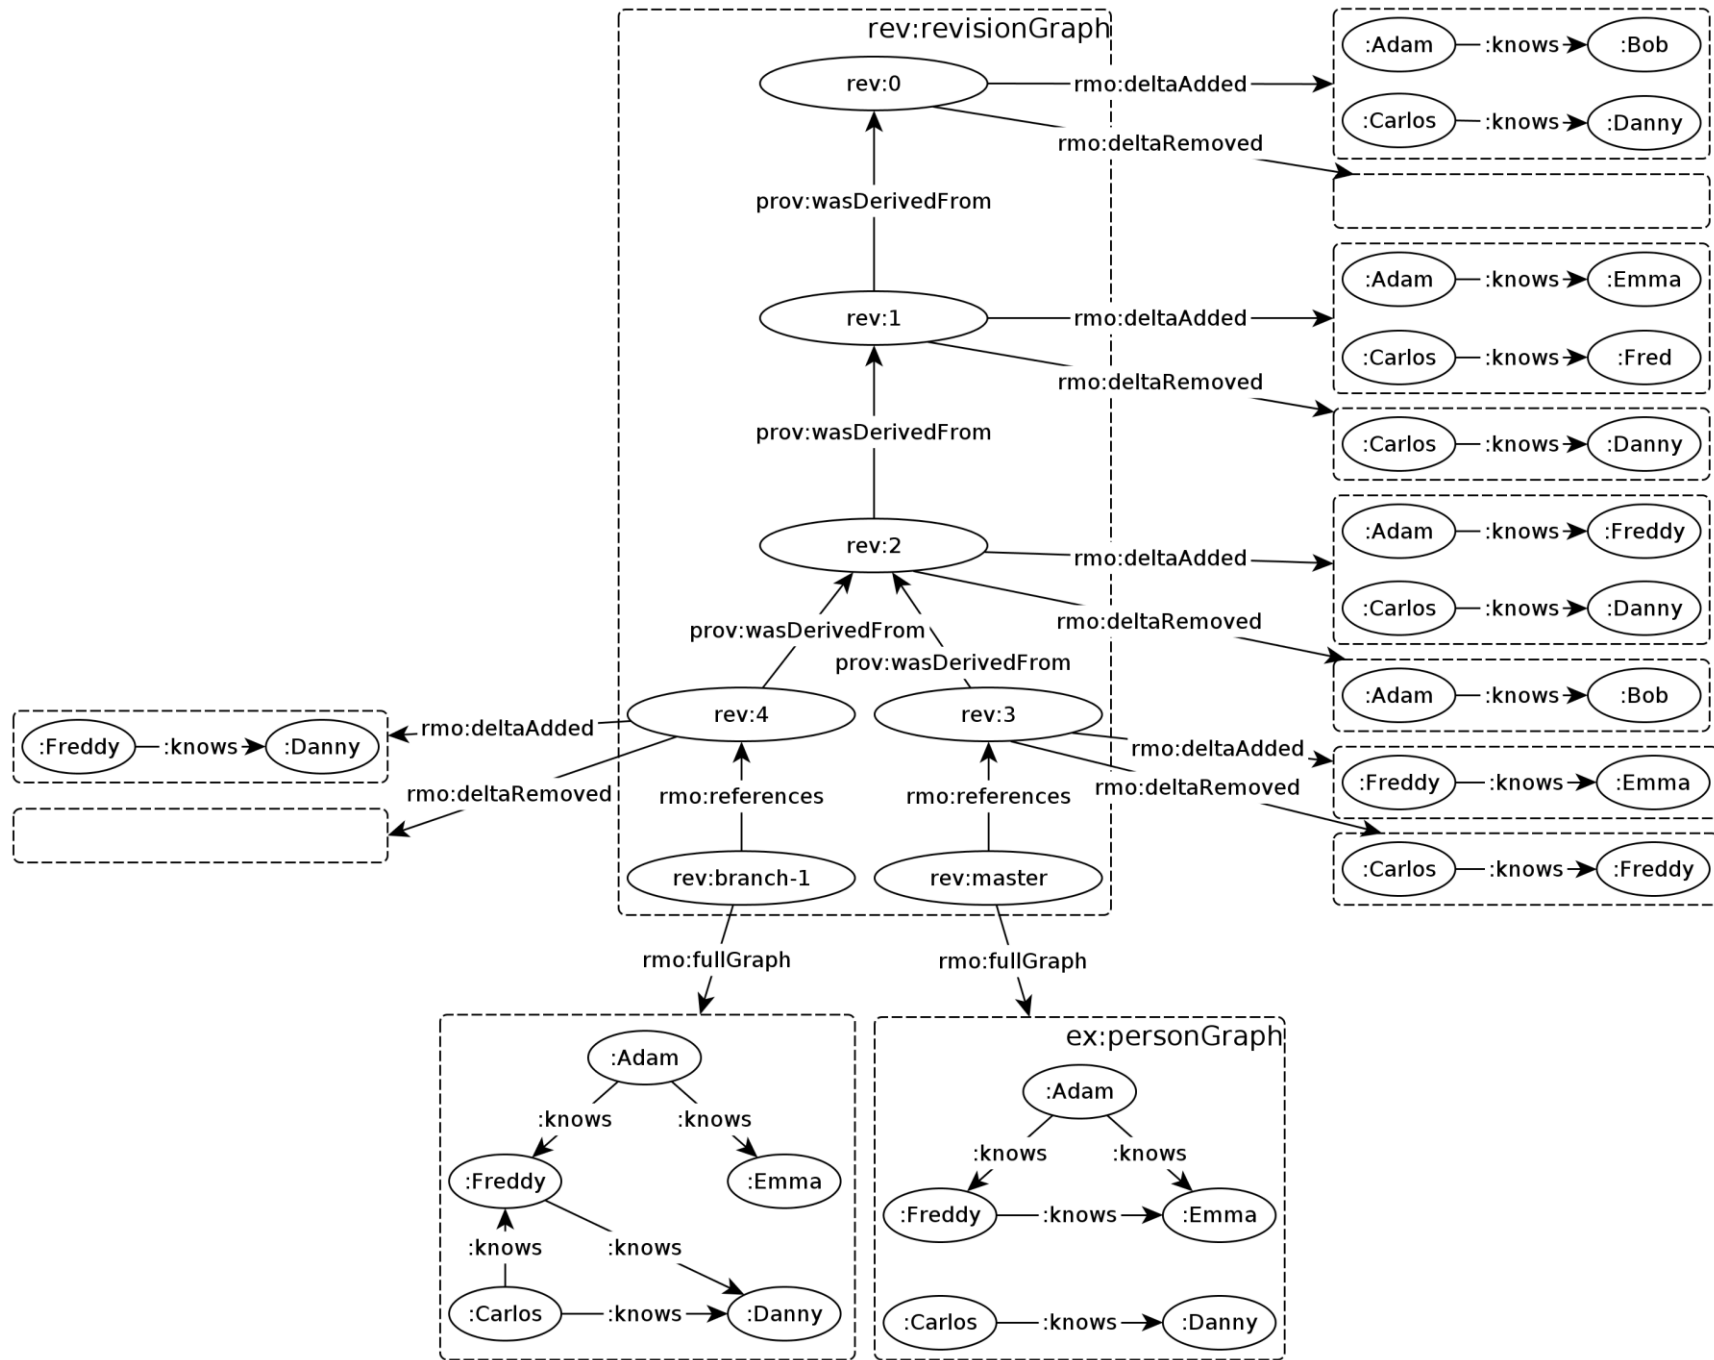 rev:revisionGraph
rev:0
rmo:deltaAdded
:Adam :knows :Bob
:Carlos :knows :Danny
rmo:deltaRemoved
prov:wasDerivedFrom
rev:1
rmo:deltaAdded
:Adam :knows :Emma
:Carlos :knows :Fred
rmo:deltaRemoved
:Carlos :knows :Danny
prov:wasDerivedFrom
rev:2
rmo:deltaAdded
:Adam :knows :Freddy
:Carlos :knows :Danny
rmo:deltaRemoved
:Adam :knows :Bob
prov:wasDerivedFrom
prov:wasDerivedFrom
rev:4
rev:3
rmo:deltaAdded
:Freddy :knows :Danny
rmo:deltaRemoved
rmo:deltaAdded
:Freddy :knows :Emma
rmo:deltaRemoved
:Carlos :knows :Freddy
rmo:references
rmo:references
rev:branch-1
rev:master
rmo:fullGraph
rmo:fullGraph
:Adam
:knows :knows
:Freddy :Emma
:knows :knows
:Carlos :knows :Danny
ex:personGraph
:Adam
:knows :knows
:Freddy :knows :Emma
:Carlos :knows :Danny